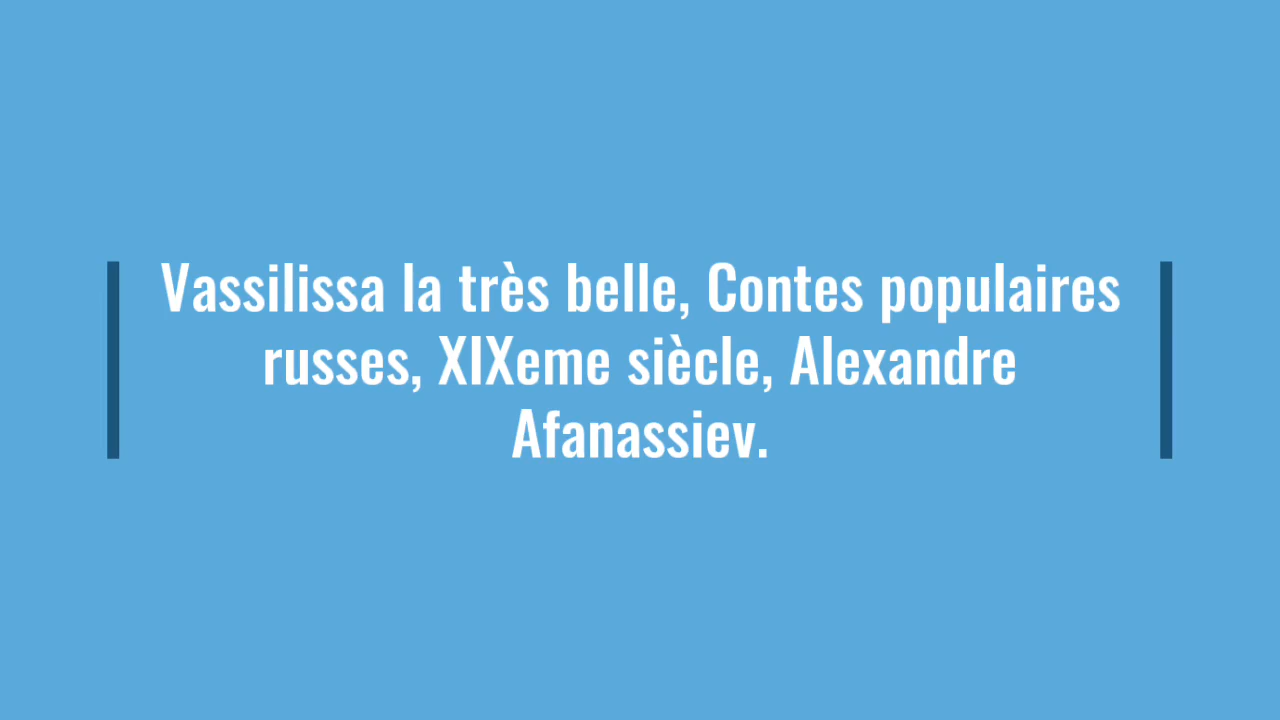 Vassilissa la très belle, Contes populaires
russes, XIXeme siècle, Alexandre
Afanassiev.